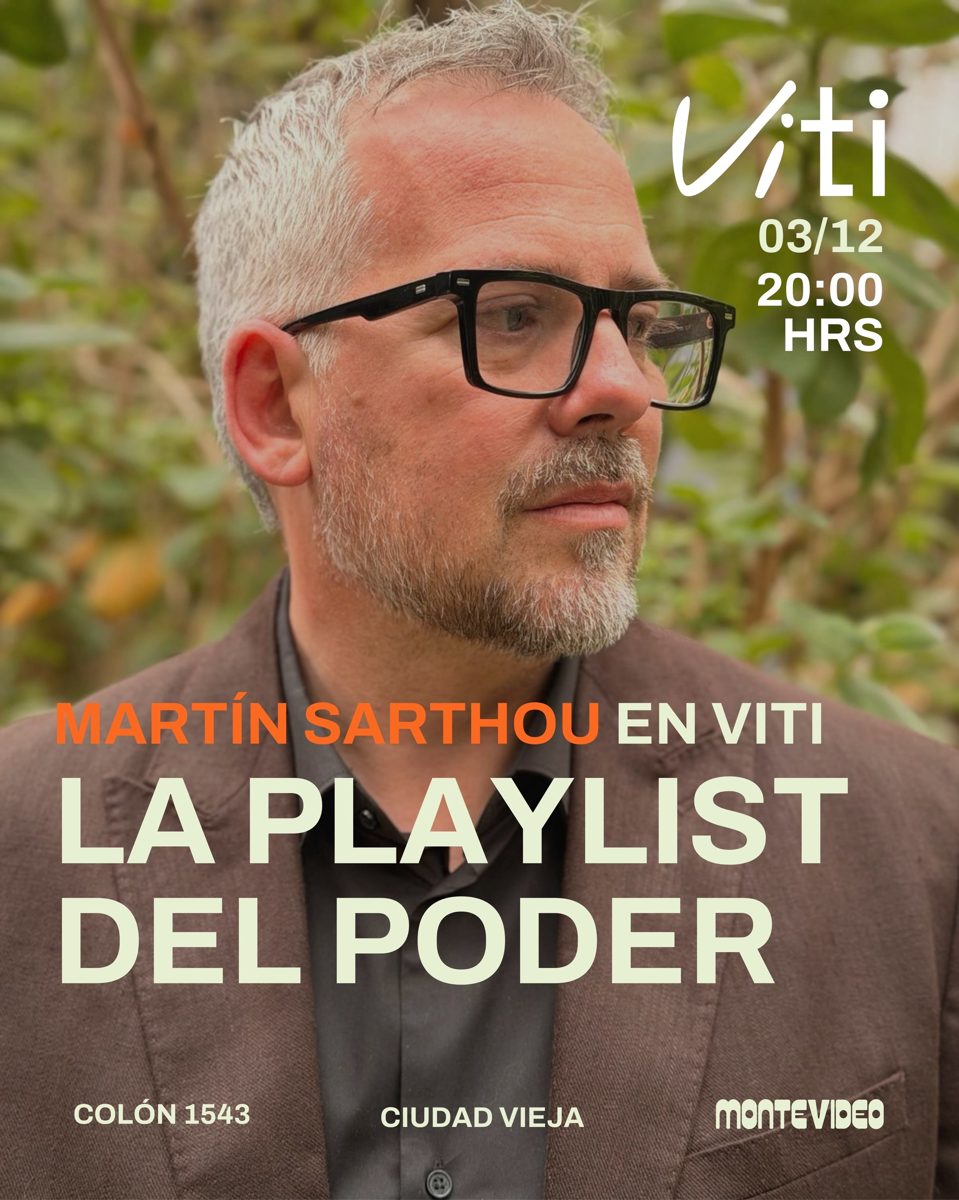 Viti
03/12
20:00
HRS
MARTÍN SARTHOU EN VITI
LA PLAYLIST
DEL PODER
COLÓN 1543
CIUDAD VIEJA
MONTEVIDEO